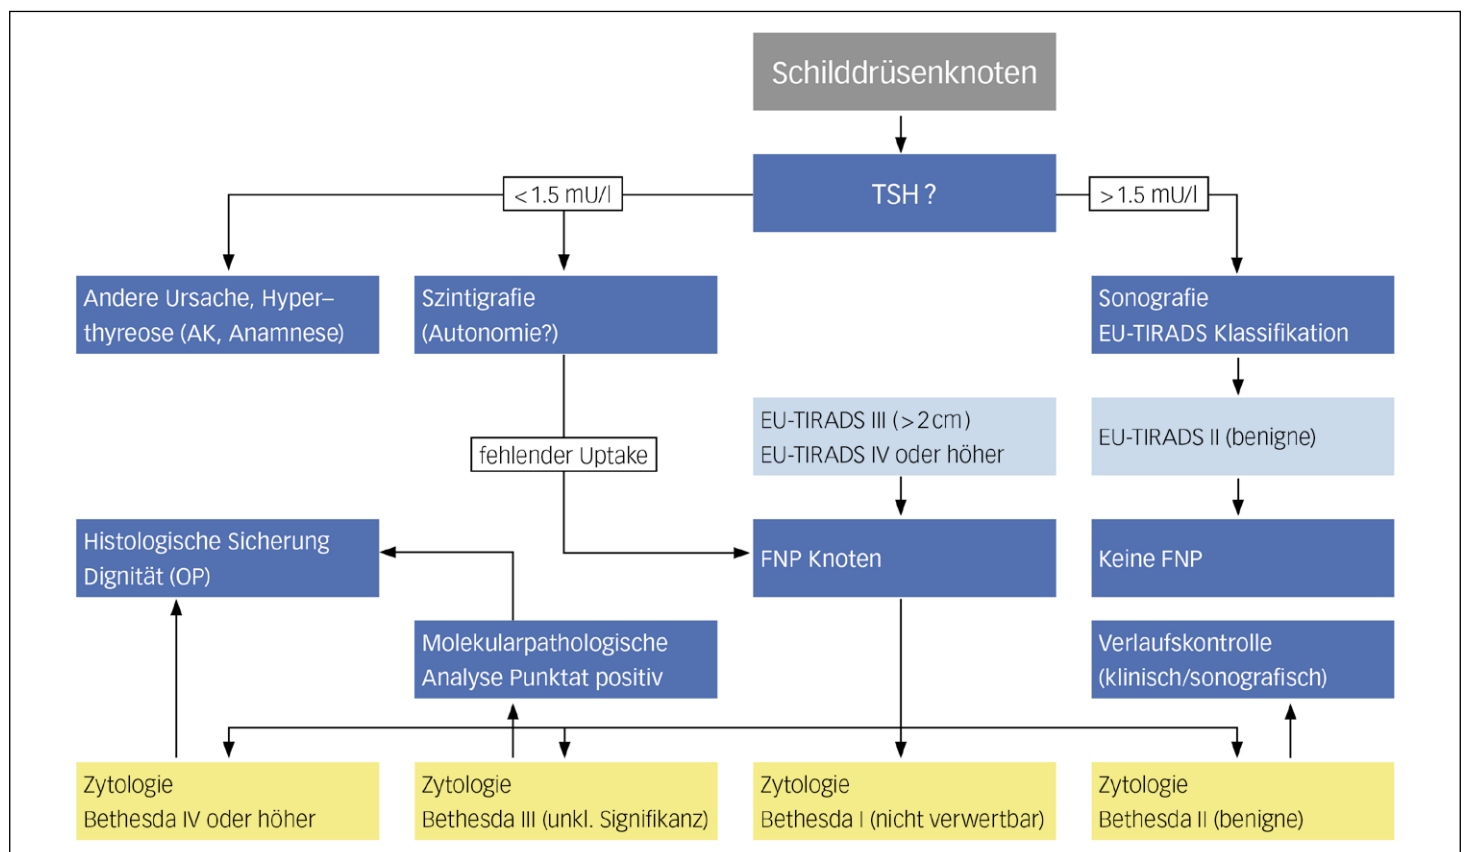 Schilddrüsenknoten
<1.5 mU/l
TSH?
>1.5 mU/l
Andere Ursache, Hyper–
thyreose (AK, Anamnese)
Szintigrafie
(Autonomie?)
Sonografie
EU-TIRADS Klassifikation
fehlender Uptake
EU-TIRADS III (>2 cm)
EU-TIRADS IV oder höher
EU-TIRADS II (benigne)
Histologische Sicherung
Dignität (OP)
FNP Knoten
Keine FNP
Molekularpathologische
Analyse Punktat positiv
Verlaufskontrolle
(klinisch/sonografisch)
Zytologie
Bethesda IV oder höher
Zytologie
Bethesda III (unkl. Signifikanz)
Zytologie
Bethesda I (nicht verwertbar)
Zytologie
Bethesda II (benigne)